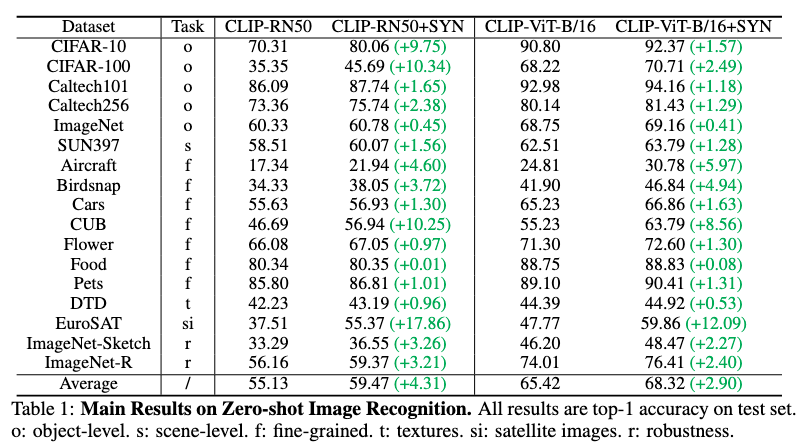 Dataset Task CLIP-RN50 CLIP-RN50+SYN CLIP-ViT-B/16 CLIP-ViT-B/16+SYN
CIFAR-10 o 70.31 80.06 (+9.75) 90.80 92.37 (+1.57)
CIFAR-100 o 35.35 45.69 (+10.34) 68.22 70.71 (+2.49)
Caltech101 o 86.09 87.74 (+1.65) 92.98 94.16 (+1.18)
Caltech256 o 73.36 75.74 (+2.38) 80.14 81.43 (+1.29)
ImageNet o 60.33 60.78 (+0.45) 68.75 69.16 (+0.41)
SUN397 s 58.51 60.07 (+1.56) 62.51 63.79 (+1.28)
Aircraft f 17.34 21.94 (+4.60) 24.81 30.78 (+5.97)
Birdsnap f 34.33 38.05 (+3.72) 41.90 46.84 (+4.94)
Cars f 55.63 56.93 (+1.30) 65.23 66.86 (+1.63)
CUB f 46.69 56.94 (+10.25) 55.23 63.79 (+8.56)
Flower f 66.08 67.05 (+0.97) 71.30 72.60 (+1.30)
Food f 80.34 80.35 (+0.01) 88.75 88.83 (+0.08)
Pets f 85.80 86.81 (+1.01) 89.10 90.41 (+1.31)
DTD t 42.23 43.19 (+0.96) 44.39 44.92 (+0.53)
EuroSAT si 37.51 55.37 (+17.86) 47.77 59.86 (+12.09)
ImageNet-Sketch r 33.29 36.55 (+3.26) 46.20 48.47 (+2.27)
ImageNet-R r 56.16 59.37 (+3.21) 74.01 76.41 (+2.40)
Average / 55.13 59.47 (+4.31) 65.42 68.32 (+2.90)
Table 1: Main Results on Zero-shot Image Recognition. All results are top-1 accuracy on test set.
o: object-level. s: scene-level. f: fine-grained. t: textures. si: satellite images. r: robustness.